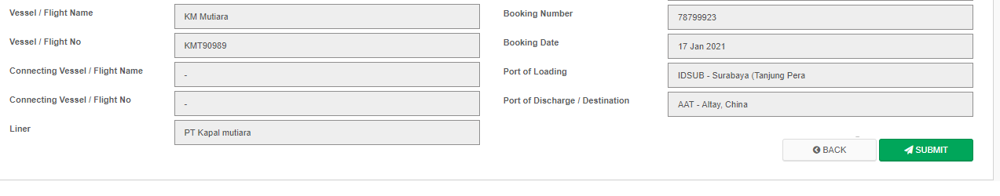 Vessel / Flight Name KM Mutiara
Vessel / Flight No KMT90989
Connecting Vessel / Flight Name -
Connecting Vessel / Flight No -
Liner PT Kapal mutiara
Booking Number 78799923
Booking Date 17 Jan 2021
Port of Loading IDSUB - Surabaya (Tanjung Pera
Port of Discharge / Destination AAT - Altay, China
BACK SUBMIT